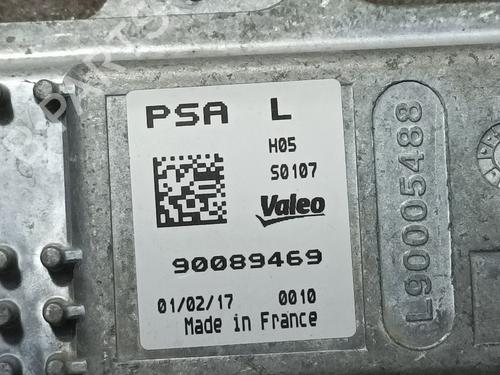 PSA L
H05
S0107
Valeo
90089469
01/02/17 0010
Made in France
L90005488